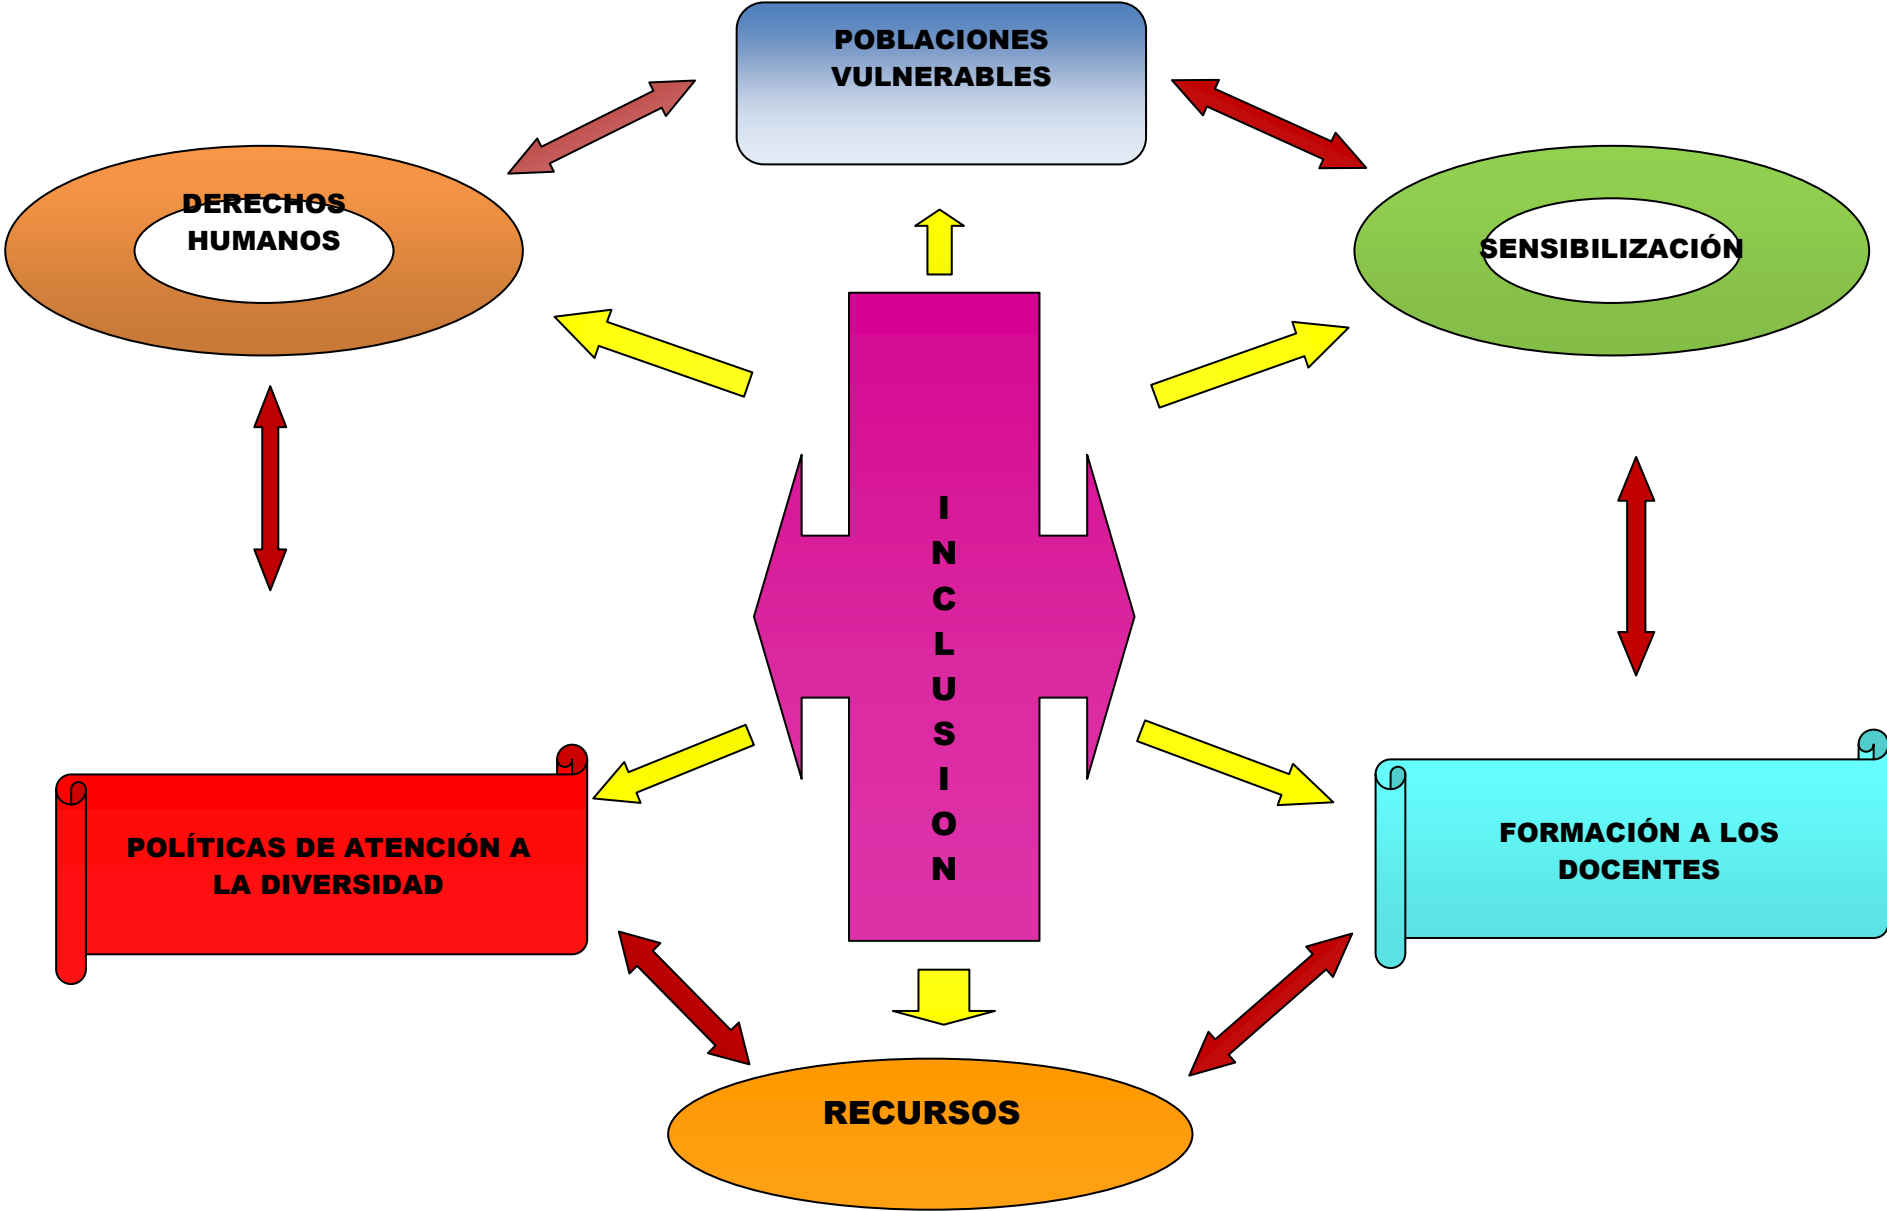 POBLACIONES
VULNERABLES
DERECHOS
HUMANOS
SENSIBILIZACIÓN
I
N
C
L
U
S
I
O
N
POLÍTICAS DE ATENCIÓN A
LA DIVERSIDAD
FORMACIÓN A LOS
DOCENTES
RECURSOS